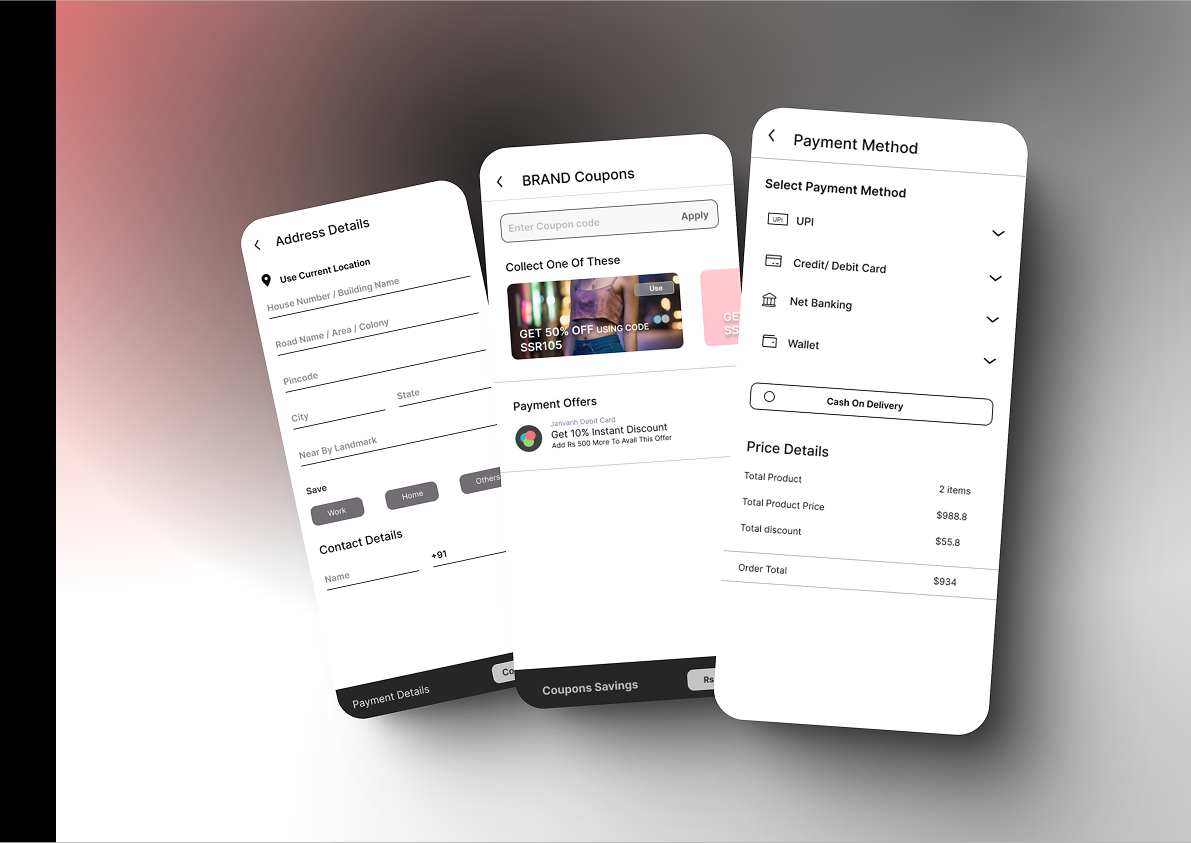 Address Details
Use Current Location
House Number / Building Name
Road Name / Area / Colony
Pincode
City
State
Near By Landmark
Save
Work
Home
Others
Contact Details
Name
+91
Payment Details
Co
BRAND Coupons
Enter Coupon code
Apply
Collect One Of These
Use
GET 50% OFF USING CODE
SSR105
GE
SS
Payment Offers
Janvanh Debit Card
Get 10% Instant Discount
Add Rs 500 More To Avail This Offer
Coupons Savings
Rs
Payment Method
Select Payment Method
UPI
UPI
Credit/ Debit Card
Net Banking
Wallet
Cash On Delivery
Price Details
Total Product
2 items
Total Product Price
$988.8
Total discount
$55.8
Order Total
$934